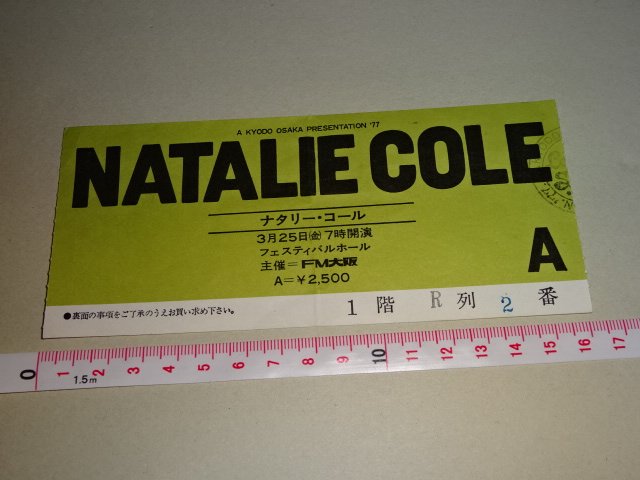 A KYODO OSAKA PRESENTATION '77
NATALIE COLE
ナタリー・コール
3月25日(金)7時開演
フェスティバルホール
主催=FM大阪
A=¥2,500
A
●裏面の事項をご了承のうえお買い求め下さい。
1階 R列 2番
0 1 2 3 4 5 6 7 8 9 10 11 12 13 14 15 16 17
1.5m